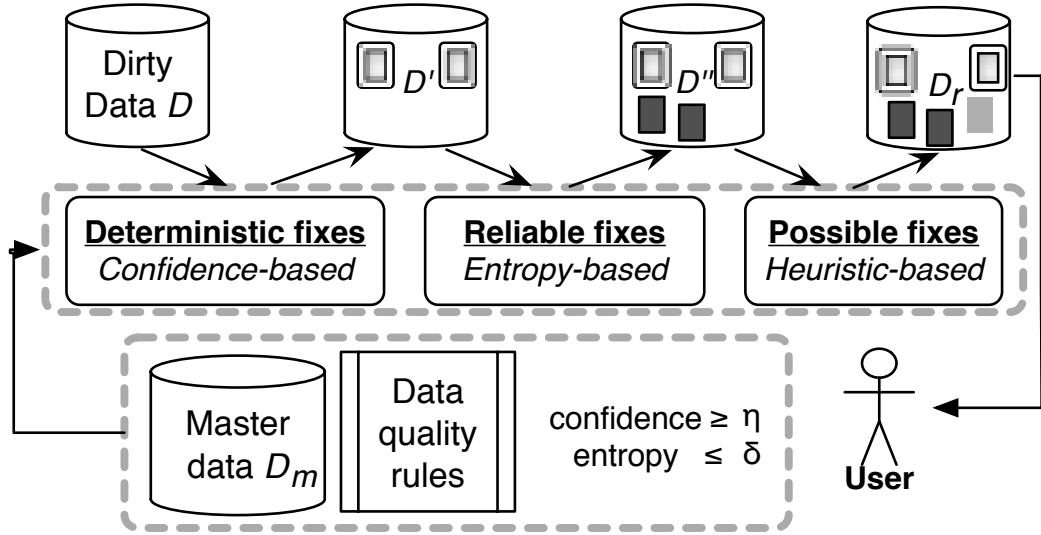 Dirty
Data D
D'
D''
Dr
Deterministic fixes
Confidence-based
Reliable fixes
Entropy-based
Possible fixes
Heuristic-based
Master
data Dm
Data
quality
rules
confidence ≥ η
entropy ≤ δ
User